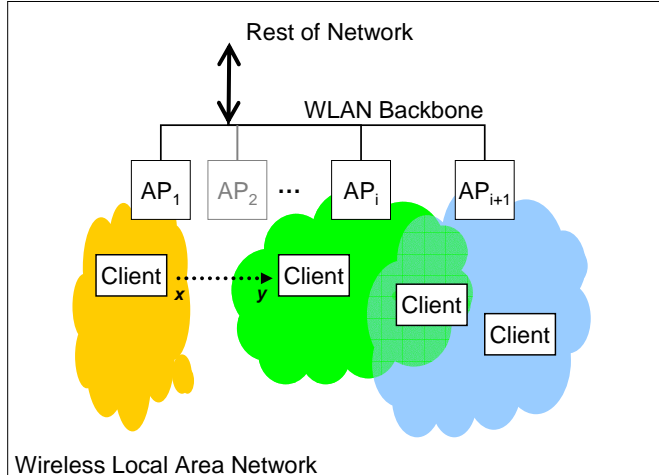 Rest of Network
WLAN Backbone
AP1 AP2 ... APi APi+1
Client Client
x y
Client
Client
Wireless Local Area Network